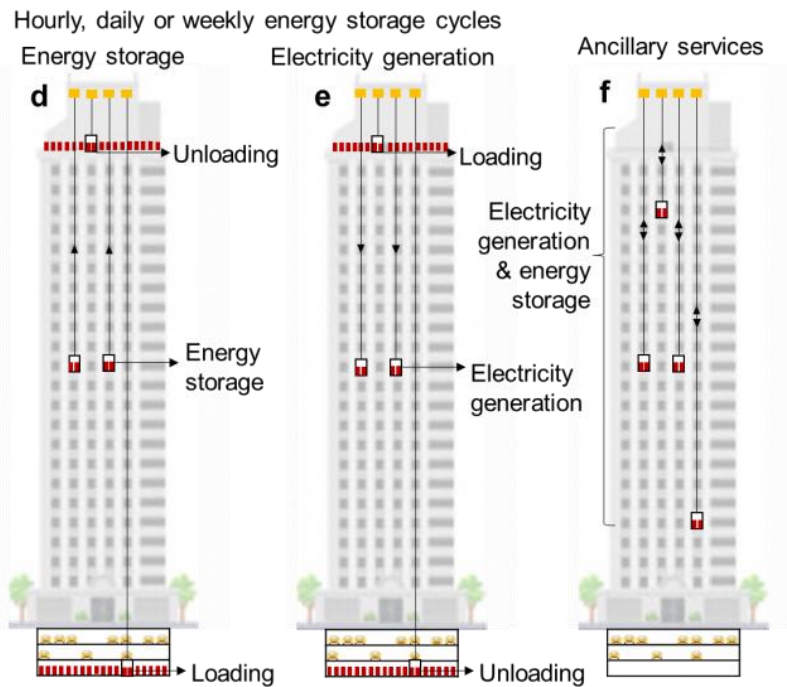 Hourly, daily or weekly energy storage cycles
Energy storage
Electricity generation
Ancillary services
d
e
f
Unloading
Loading
Electricity
generation
& energy
storage
Energy
storage
Electricity
generation
Loading
Unloading